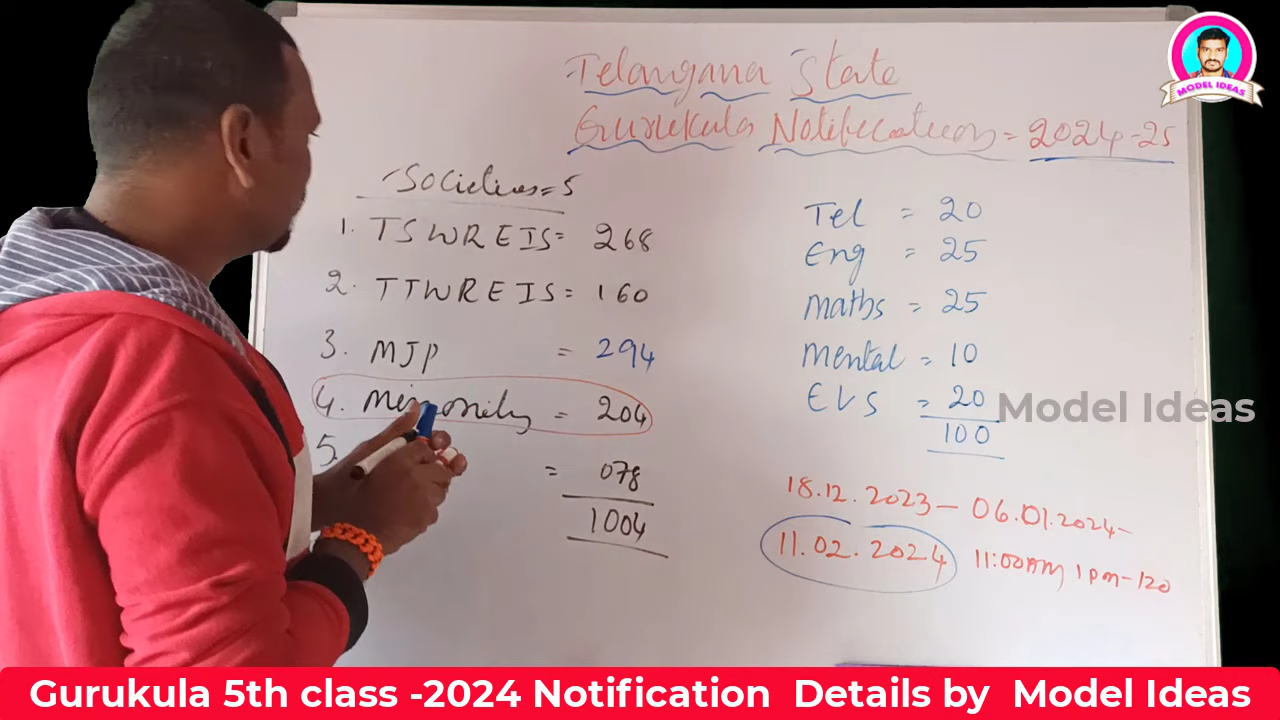 Telangana State
Gurukula Notification = 2024-25
Societies = 5
1. TSWREIS = 268
2. TTWREIS = 160
3. MJP = 294
4. Minority = 204
5. = 078
1004
Tel = 20
Eng = 25
Maths = 25
Mental = 10
EVS = 20
100
18.12.2023 – 06.01.2024 –
11.02.2024 11:00AM 1pm-120
MODEL IDEAS
Model Ideas
Gurukula 5th class -2024 Notification Details by Model Ideas